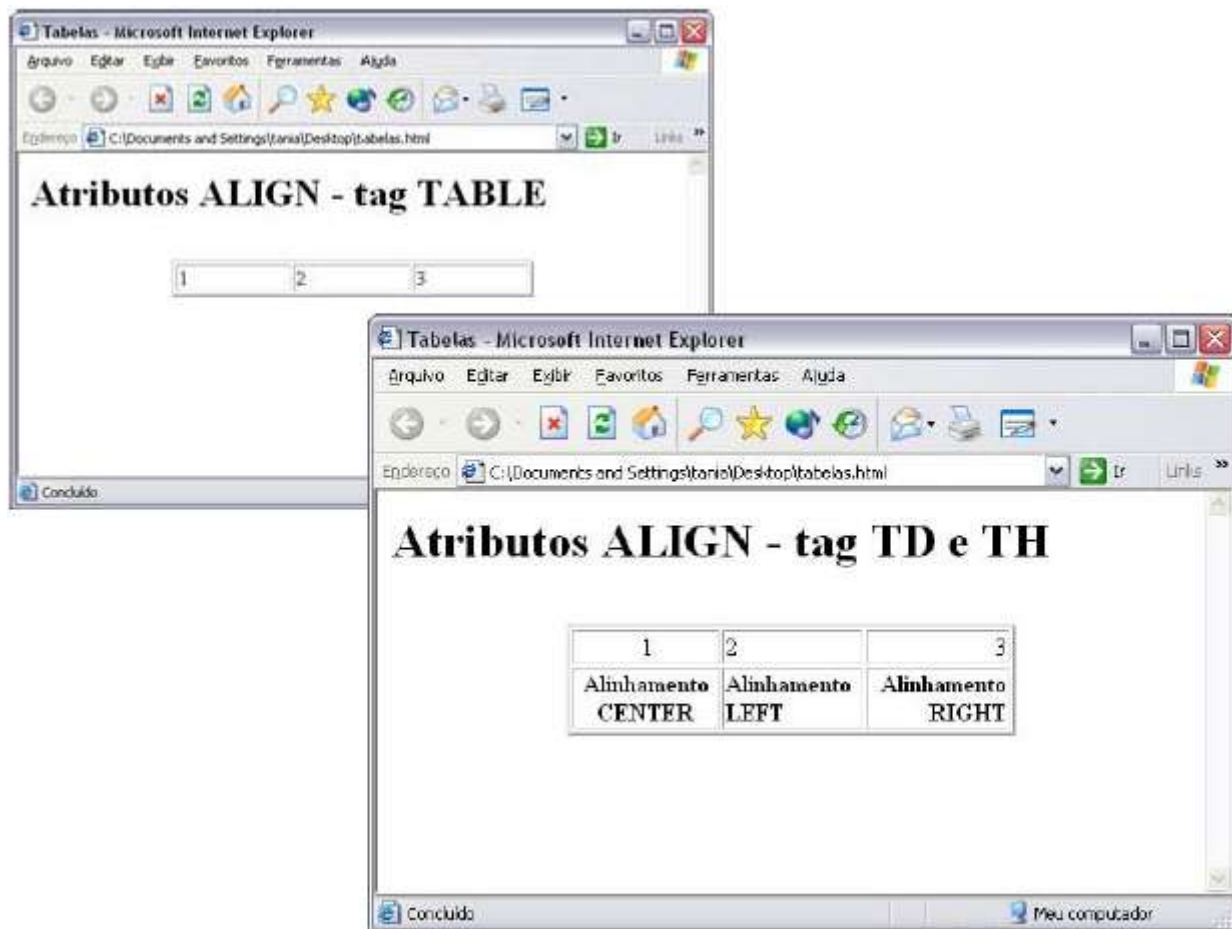 Tabelas - Microsoft Internet Explorer
Arquivo Editar Exibir Favoritos Ferramentas Ajuda
Endereço C:\Documents and Settings\tania\Desktop\tabelas.html Ir Links »
Atributos ALIGN - tag TABLE
1 2 3
Concluído
Tabelas - Microsoft Internet Explorer
Arquivo Editar Exibir Favoritos Ferramentas Ajuda
Endereço C:\Documents and Settings\tania\Desktop\tabelas.html Ir Links »
Atributos ALIGN - tag TD e TH
1 2 3
Alinhamento Alinhamento Alinhamento
CENTER LEFT RIGHT
Concluído Meu computador